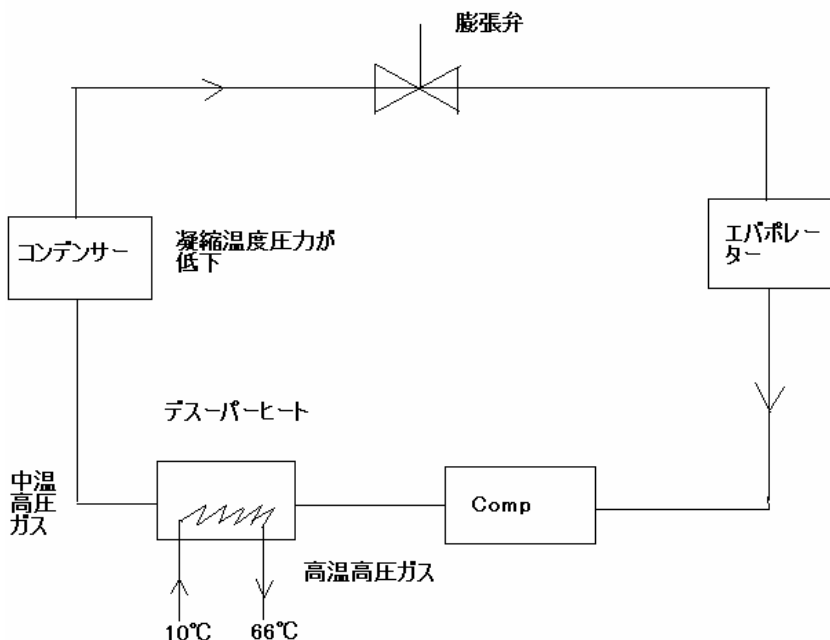 膨張弁
コンデンサー
凝縮温度圧力が
低下
エバポレー
ター
デスーパーヒート
中温
高圧
ガス
Comp
高温高圧ガス
10℃
66℃